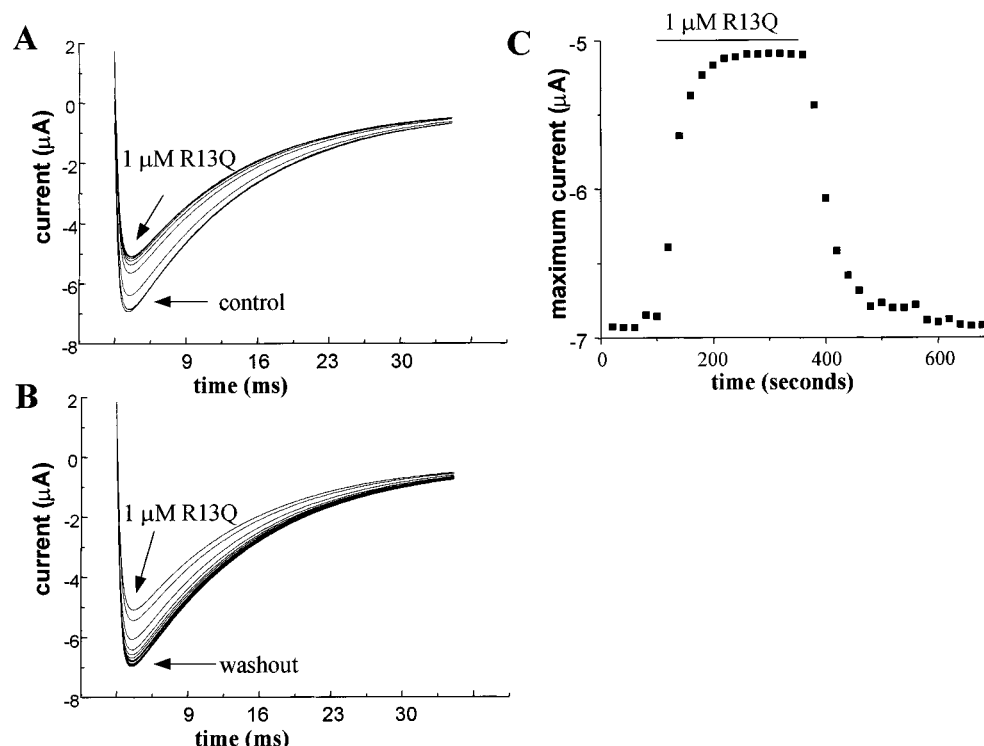 A
2
0
-2
-4
-6
-8
current (μA)
1 μM R13Q
control
9
16
23
30
time (ms)
B
2
0
-2
-4
-6
-8
current (μA)
1 μM R13Q
washout
9
16
23
30
time (ms)
C
1 μM R13Q
-5
-6
-7
maximum current (μA)
0
200
400
600
time (seconds)